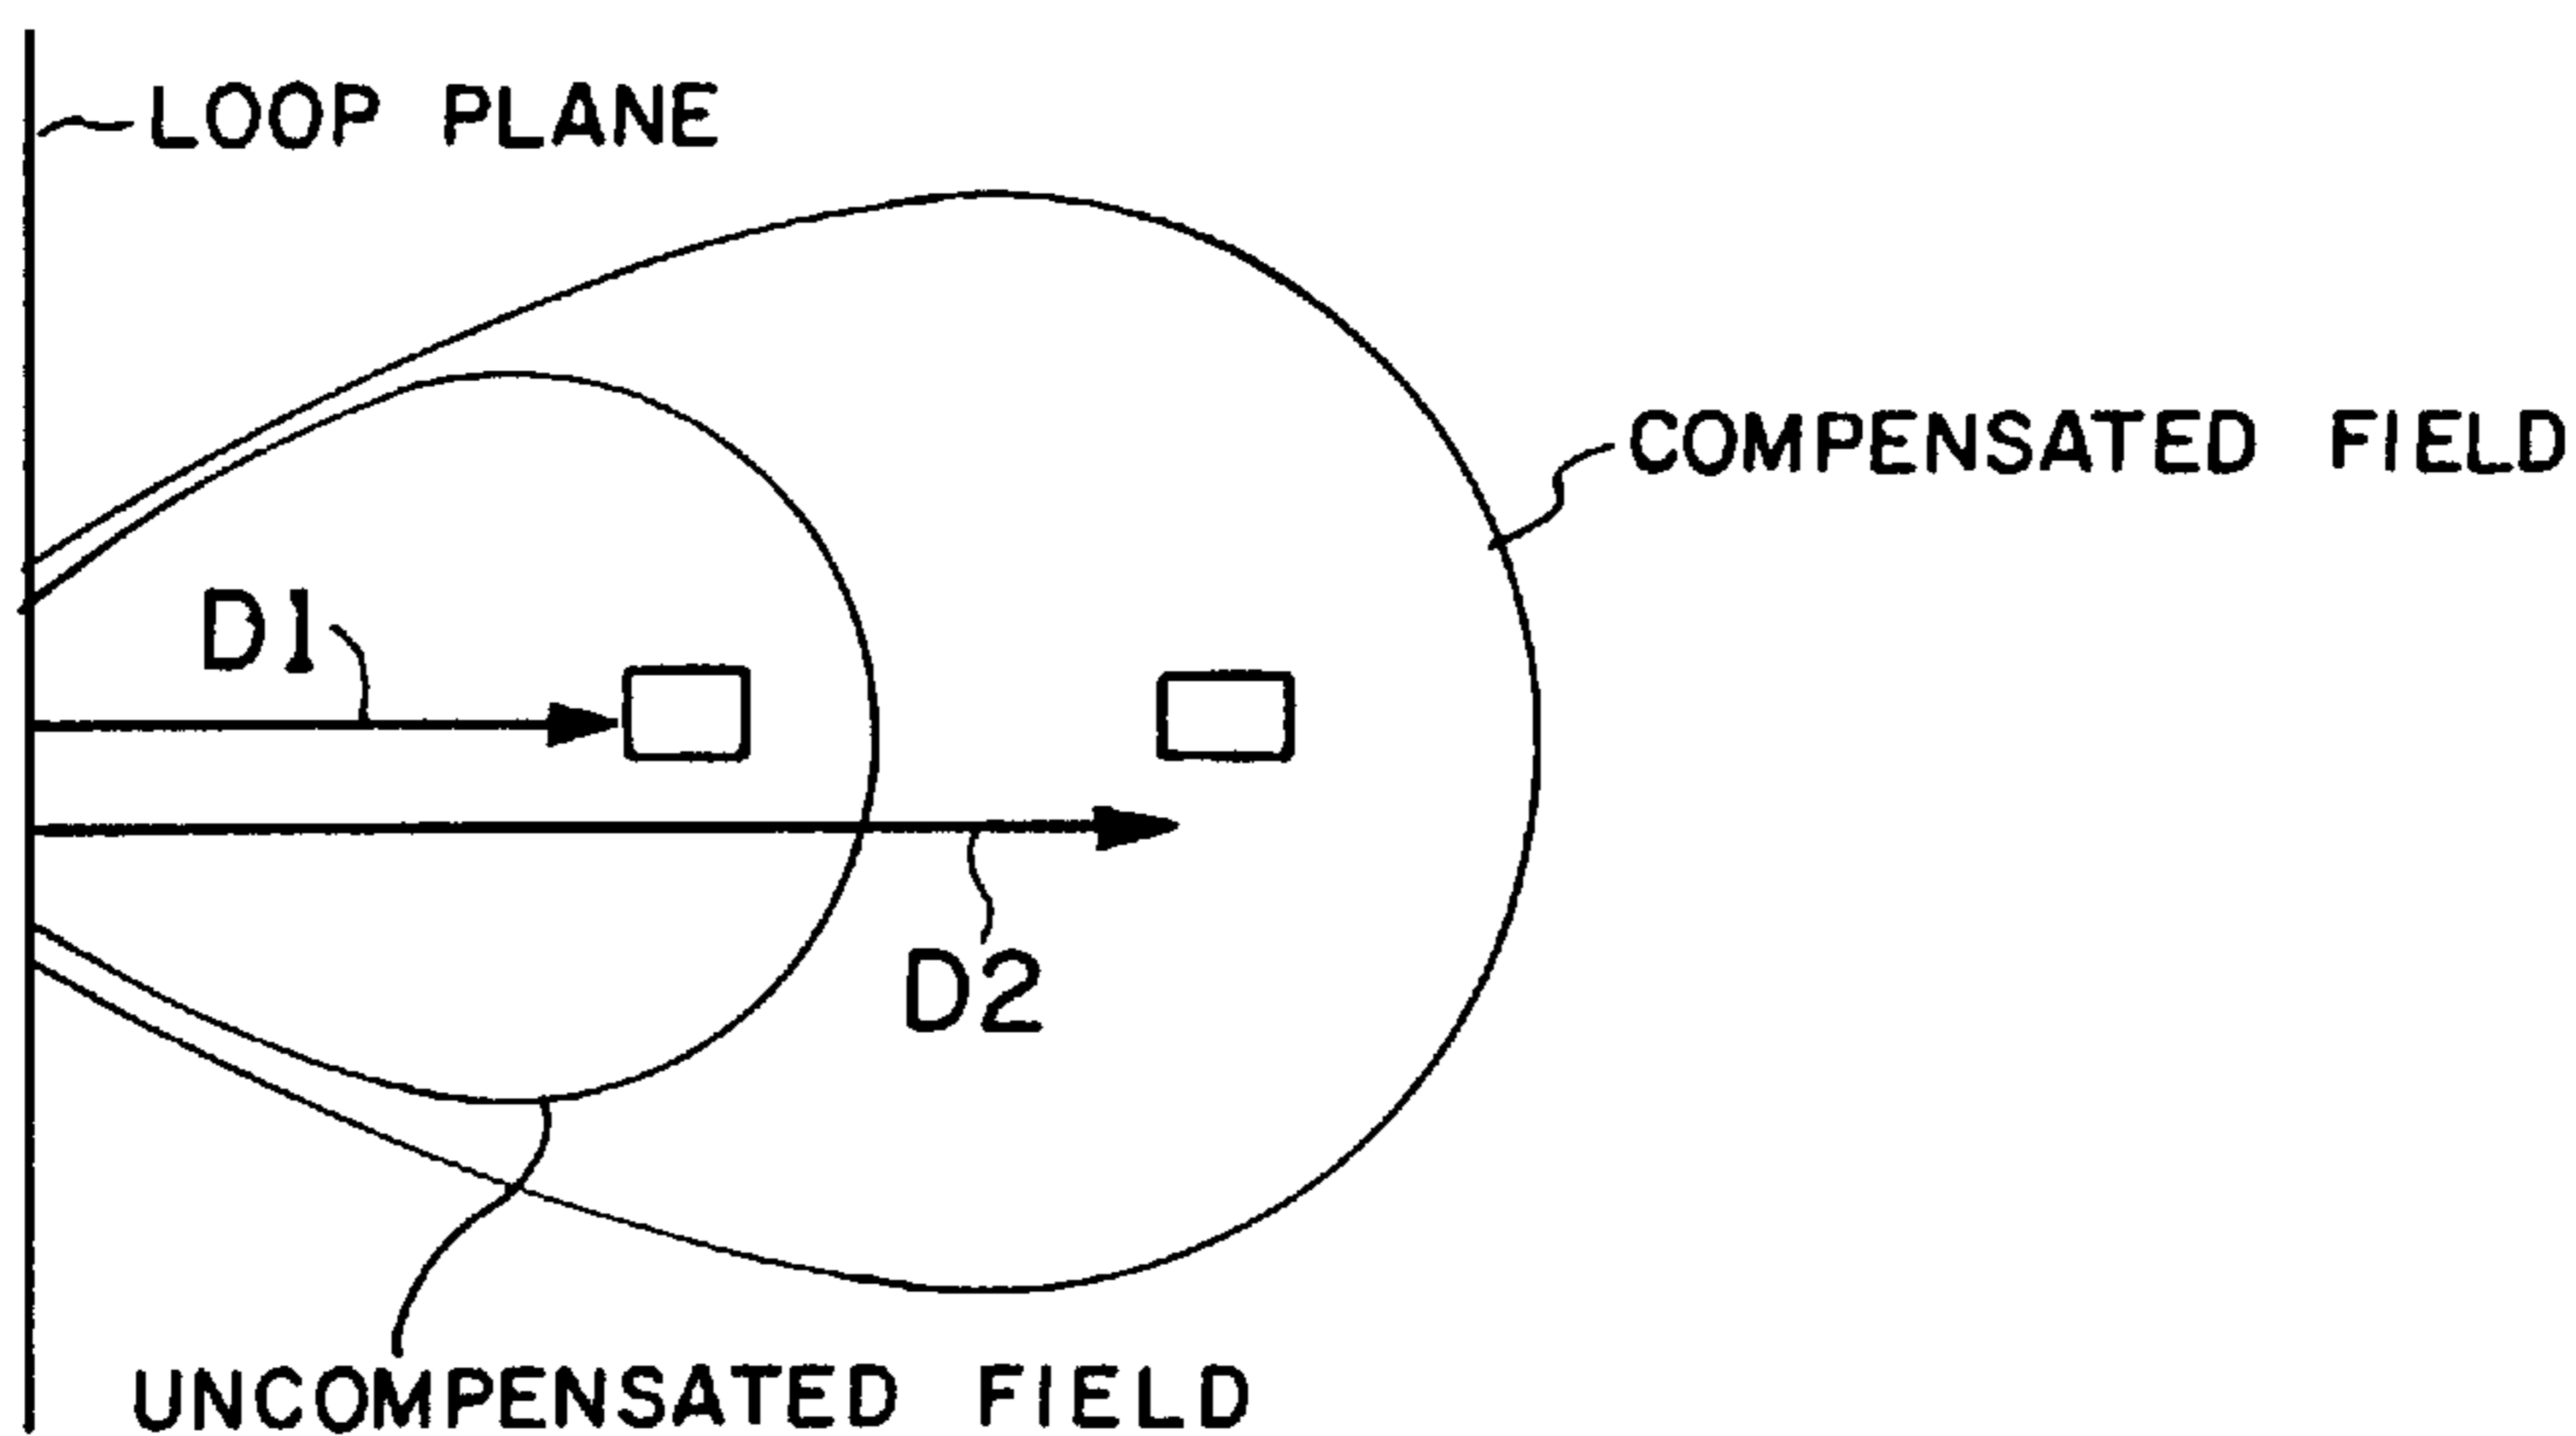 LOOP PLANE
COMPENSATED FIELD
D1
D2
UNCOMPENSATED FIELD